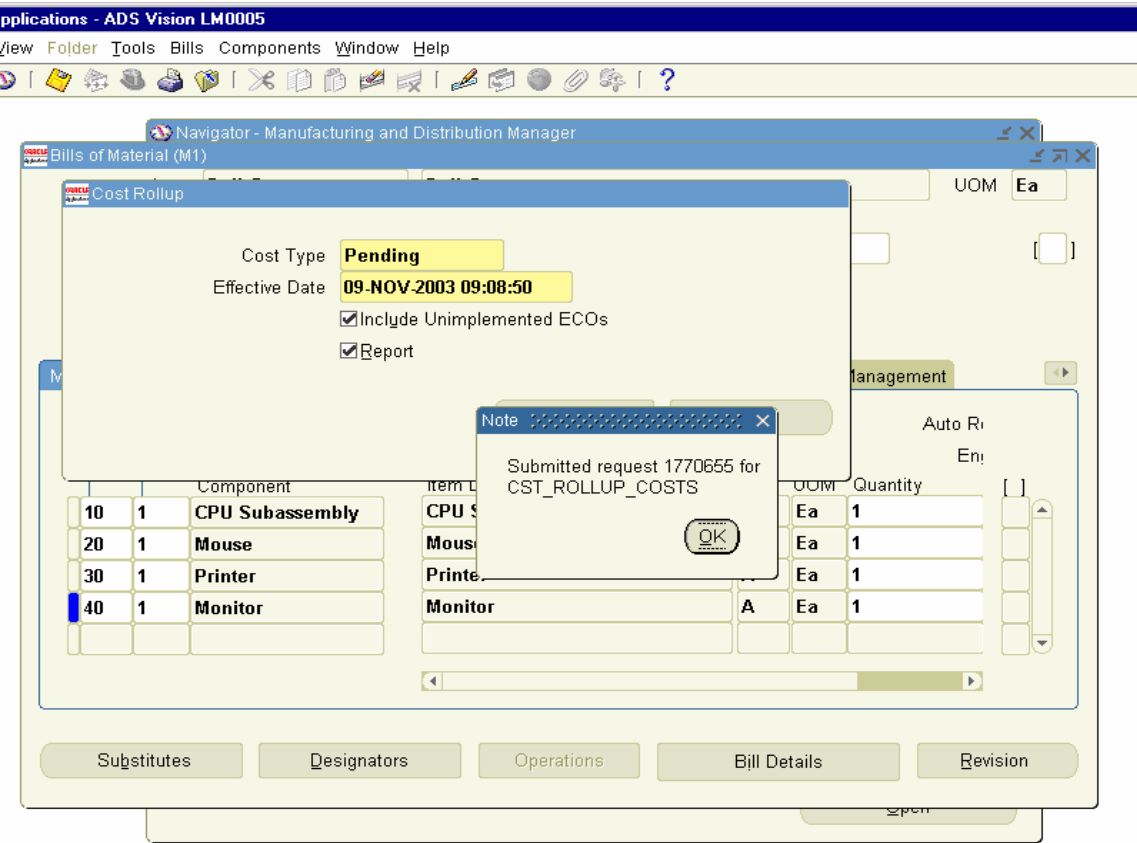 pplications - ADS Vision LM0005
View Folder Tools Bills Components Window Help
Navigator - Manufacturing and Distribution Manager
Bills of Material (M1)
UOM Ea
Cost Rollup
Cost Type Pending
[ ]
Effective Date 09-NOV-2003 09:08:50
Include Unimplemented ECOs
Report
M
Management
Note
Auto R
Submitted request 1770655 for
CST_ROLLUP_COSTS
OK
Component Item UOM Quantity [ ]
10 1 CPU Subassembly CPU S Ea 1
20 1 Mouse Mouse Ea 1
30 1 Printer Printer Ea 1
40 1 Monitor Monitor A Ea 1
Substitutes Designators Operations Bill Details Revision
Open